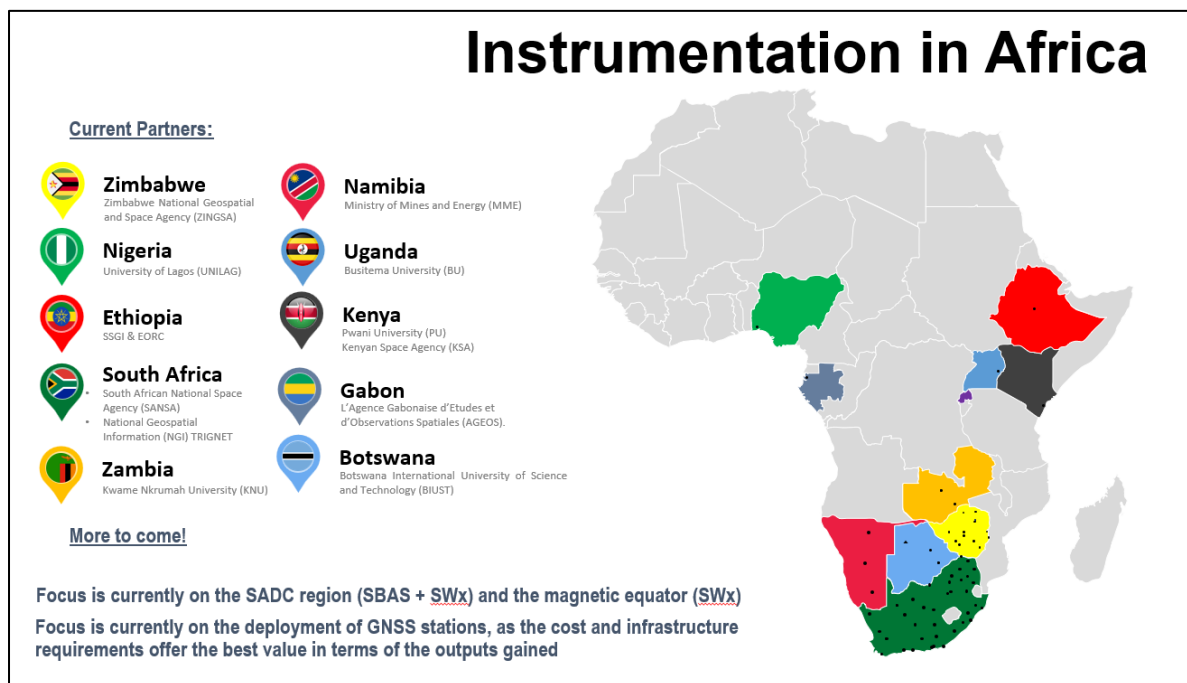 Instrumentation in Africa
Current Partners:
Zimbabwe
Zimbabwe National Geospatial
and Space Agency (ZINGSA)
Nigeria
University of Lagos (UNILAG)
Ethiopia
SSGI & EORC
South Africa
• South African National Space
Agency (SANSA)
• National Geospatial
Information (NGI) TRIGNET
Zambia
Kwame Nkrumah University (KNU)
Namibia
Ministry of Mines and Energy (MME)
Uganda
Busitema University (BU)
Kenya
Pwani University (PU)
Kenyan Space Agency (KSA)
Gabon
L'Agence Gabonaise d'Etudes et
d'Observations Spatiales (AGEOS).
Botswana
Botswana International University of Science
and Technology (BIUST)
More to come!
Focus is currently on the SADC region (SBAS + SWx) and the magnetic equator (SWx)
Focus is currently on the deployment of GNSS stations, as the cost and infrastructure
requirements offer the best value in terms of the outputs gained